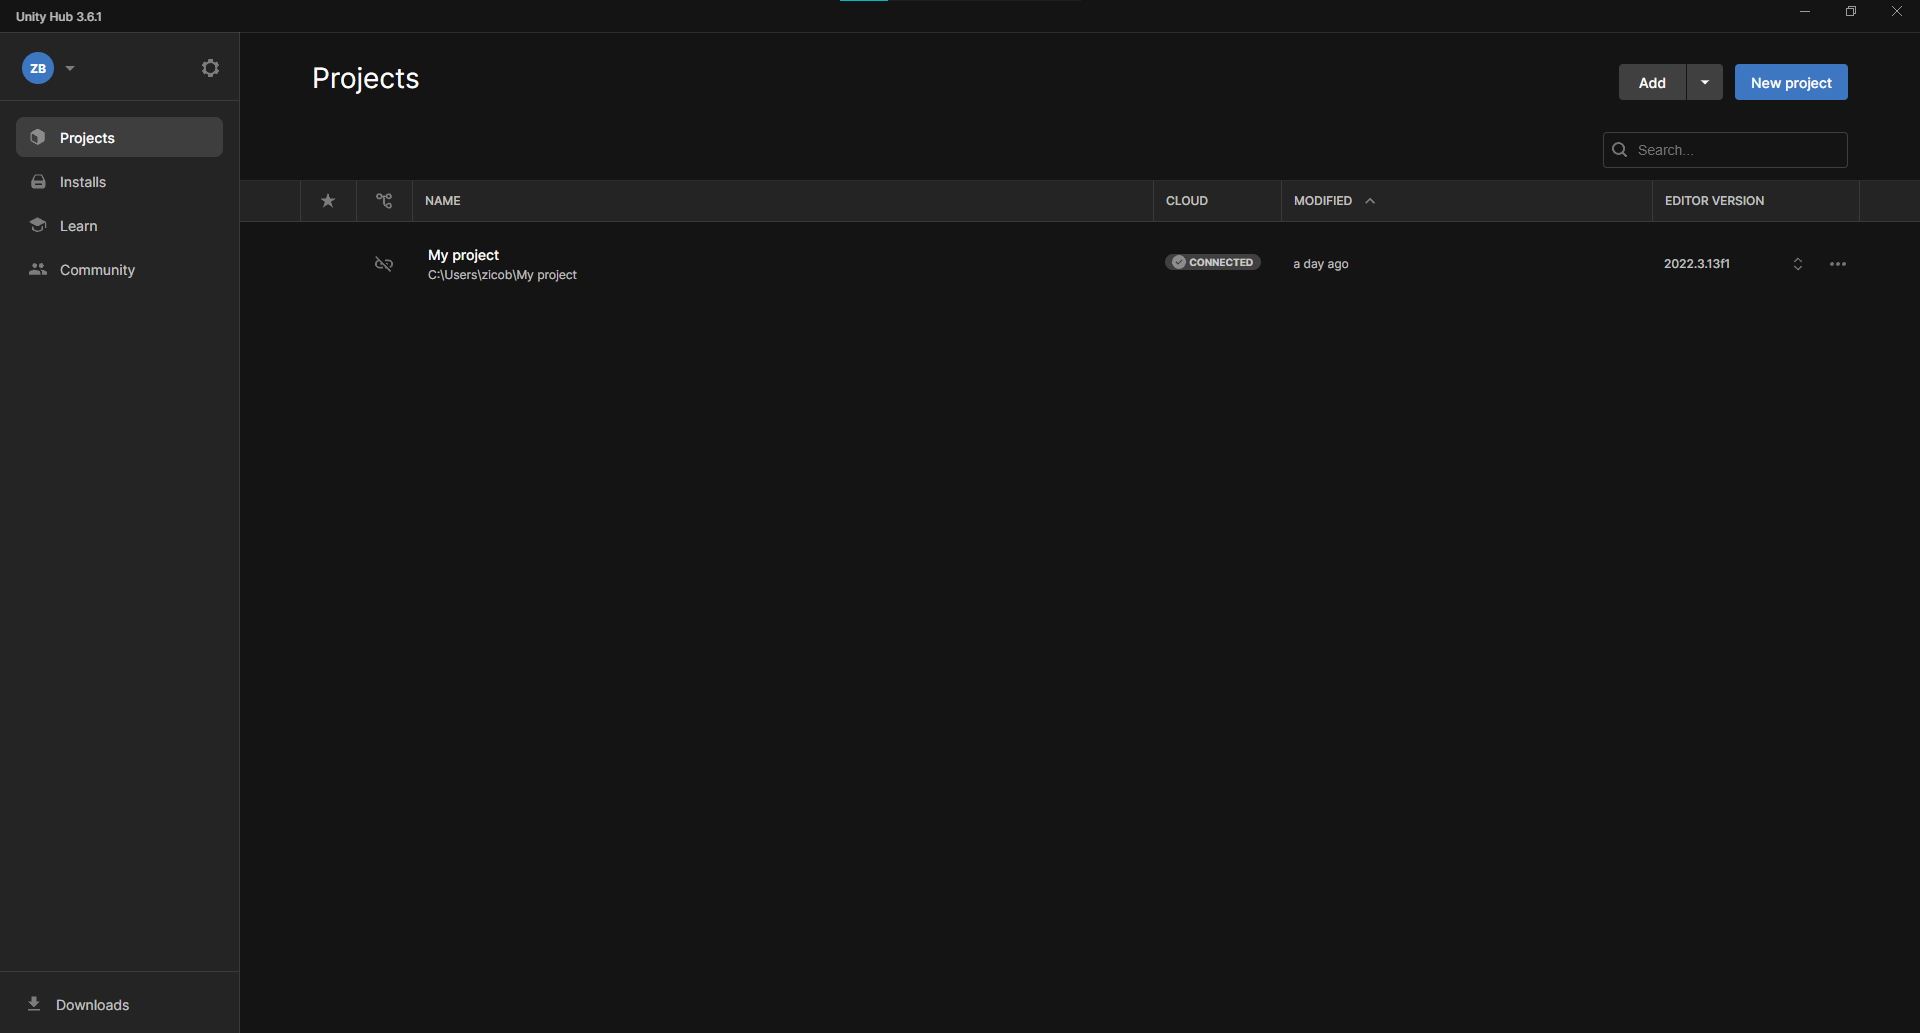 Unity Hub 3.6.1
ZB
Projects
Installs
Learn
Community
Downloads
Projects
Add
New project
Search...
NAME
CLOUD
MODIFIED
EDITOR VERSION
My project
C:\Users\zicob\My project
CONNECTED
a day ago
2022.3.13f1